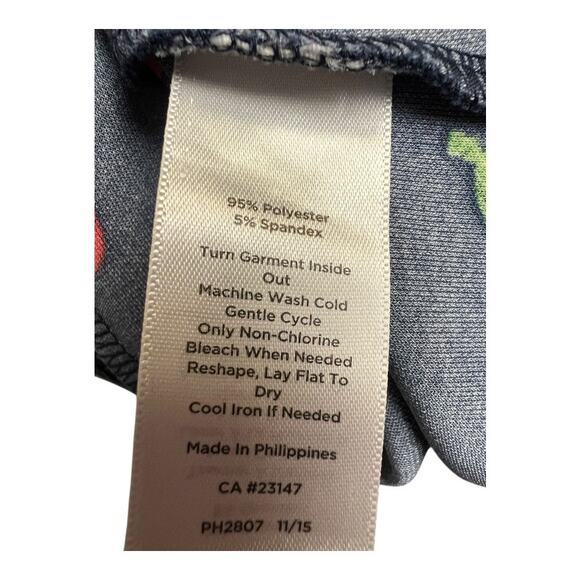 95% Polyester
5% Spandex
Turn Garment Inside
Out
Machine Wash Cold
Gentle Cycle
Only Non-Chlorine
Bleach When Needed
Reshape, Lay Flat To
Dry
Cool Iron If Needed
Made In Philippines
CA #23147
PH2807 11/15